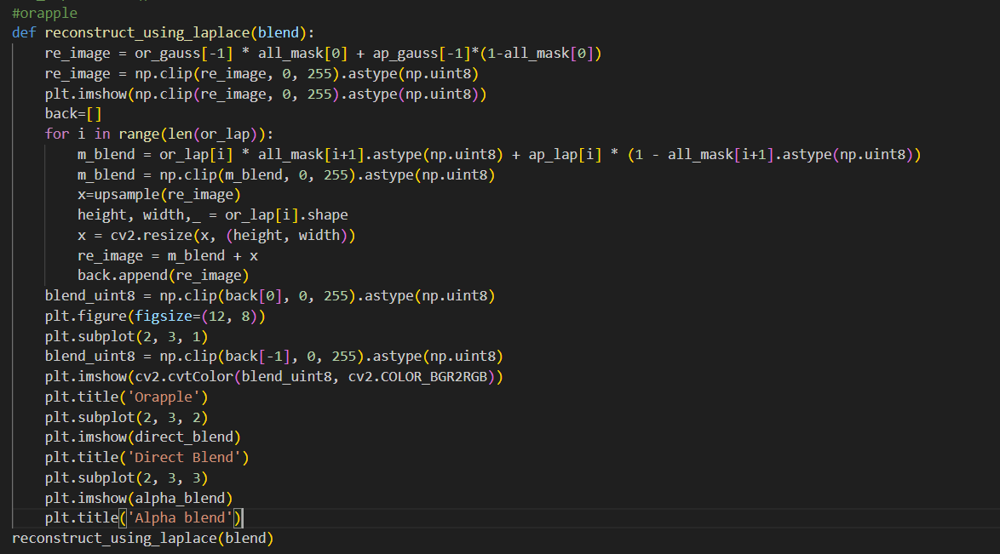 #orapple
def reconstruct_using_laplace(blend):
    re_image = or_gauss[-1] * all_mask[0] + ap_gauss[-1]*(1-all_mask[0])
    re_image = np.clip(re_image, 0, 255).astype(np.uint8)
    plt.imshow(np.clip(re_image, 0, 255).astype(np.uint8))
    back=[]
    for i in range(len(or_lap)):
        m_blend = or_lap[i] * all_mask[i+1].astype(np.uint8) + ap_lap[i] * (1 - all_mask[i+1].astype(np.uint8))
        m_blend = np.clip(m_blend, 0, 255).astype(np.uint8)
        x=upsample(re_image)
        height, width,_ = or_lap[i].shape
        x = cv2.resize(x, (height, width))
        re_image = m_blend + x
        back.append(re_image)
    blend_uint8 = np.clip(back[0], 0, 255).astype(np.uint8)
    plt.figure(figsize=(12, 8))
    plt.subplot(2, 3, 1)
    blend_uint8 = np.clip(back[-1], 0, 255).astype(np.uint8)
    plt.imshow(cv2.cvtColor(blend_uint8, cv2.COLOR_BGR2RGB))
    plt.title('Orapple')
    plt.subplot(2, 3, 2)
    plt.imshow(direct_blend)
    plt.title('Direct Blend')
    plt.subplot(2, 3, 3)
    plt.imshow(alpha_blend)
    plt.title('Alpha blend')
reconstruct_using_laplace(blend)